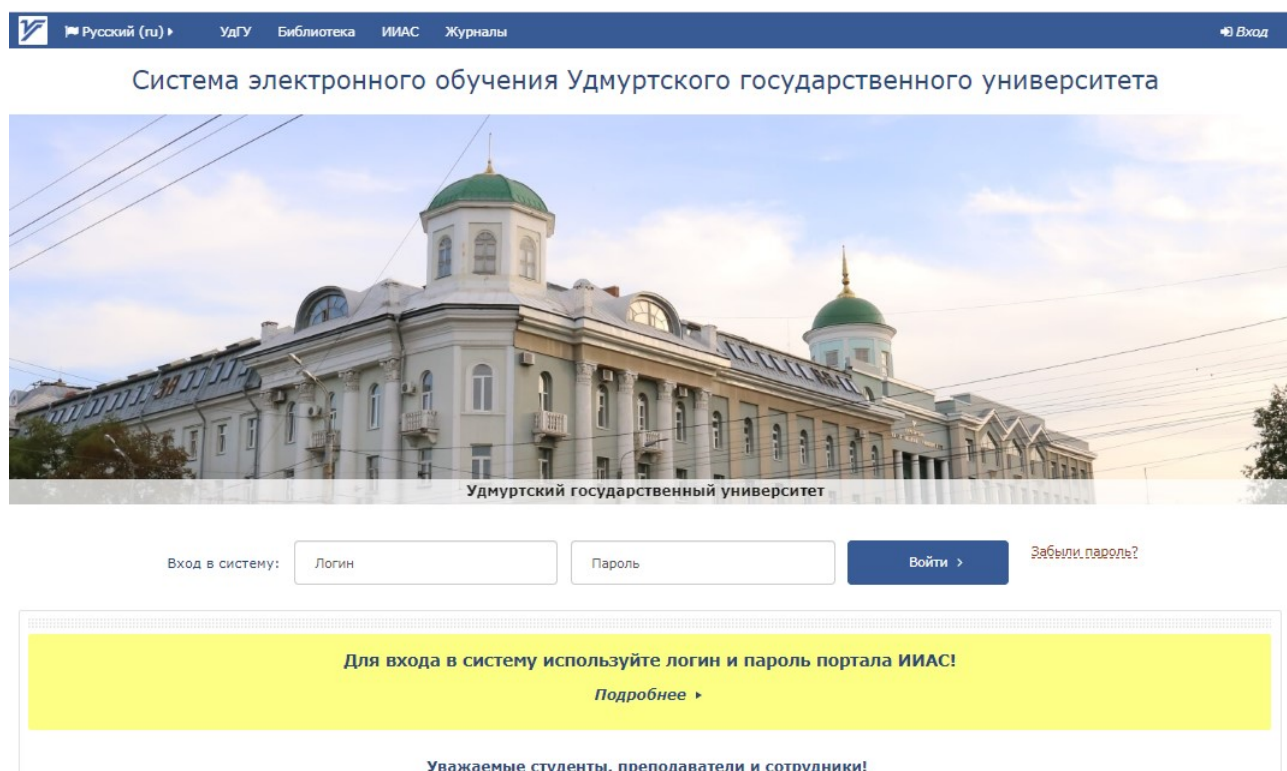 Русский (ru) УдГУ Библиотека ИИАС Журналы Вход
Система электронного обучения Удмуртского государственного университета
Удмуртский государственный университет
Вход в систему: Логин Пароль Войти Забыли пароль?
Для входа в систему используйте логин и пароль портала ИИАС!
Подробнее
Уважаемые студенты, преподаватели и сотрудники!